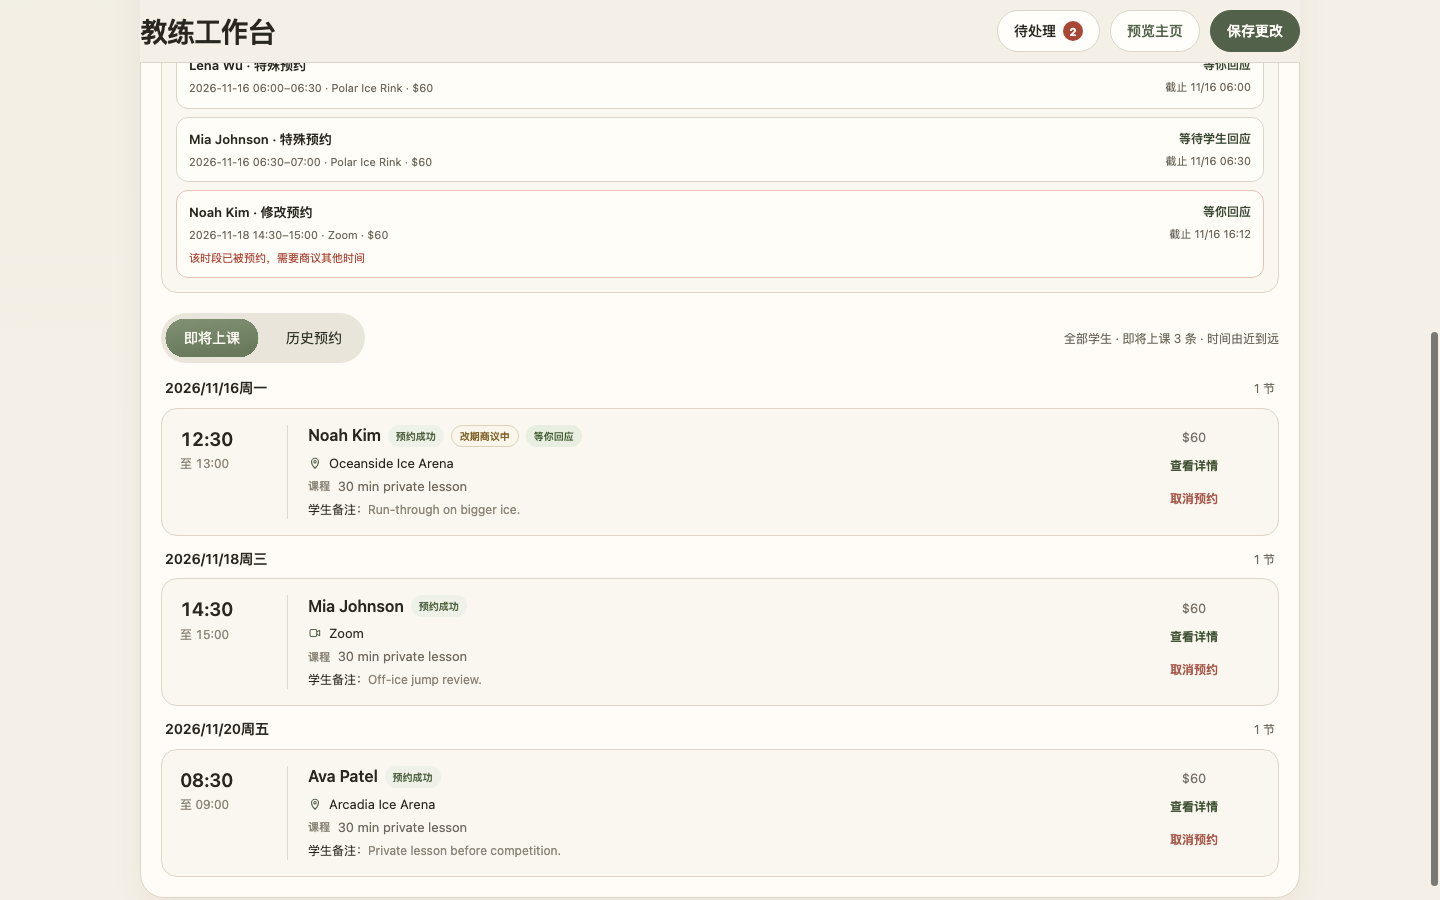 教练工作台
待处理 2
预览主页
保存更改
Lena Wu · 特殊预约
等你回应
2026-11-16 06:00–06:30 · Polar Ice Rink · $60
截止 11/16 06:00
Mia Johnson · 特殊预约
等待学生回应
2026-11-16 06:30–07:00 · Polar Ice Rink · $60
截止 11/16 06:30
Noah Kim · 修改预约
等你回应
2026-11-18 14:30–15:00 · Zoom · $60
截止 11/16 16:12
该时段已被预约，需要商议其他时间
即将上课
历史预约
全部学生 · 即将上课 3 条 · 时间由近到远
2026/11/16周一
1 节
12:30
至 13:00
Noah Kim 预约成功 改期商议中 等你回应
Oceanside Ice Arena
课程 30 min private lesson
学生备注：Run-through on bigger ice.
$60
查看详情
取消预约
2026/11/18周三
1 节
14:30
至 15:00
Mia Johnson 预约成功
Zoom
课程 30 min private lesson
学生备注：Off-ice jump review.
$60
查看详情
取消预约
2026/11/20周五
1 节
08:30
至 09:00
Ava Patel 预约成功
Arcadia Ice Arena
课程 30 min private lesson
学生备注：Private lesson before competition.
$60
查看详情
取消预约